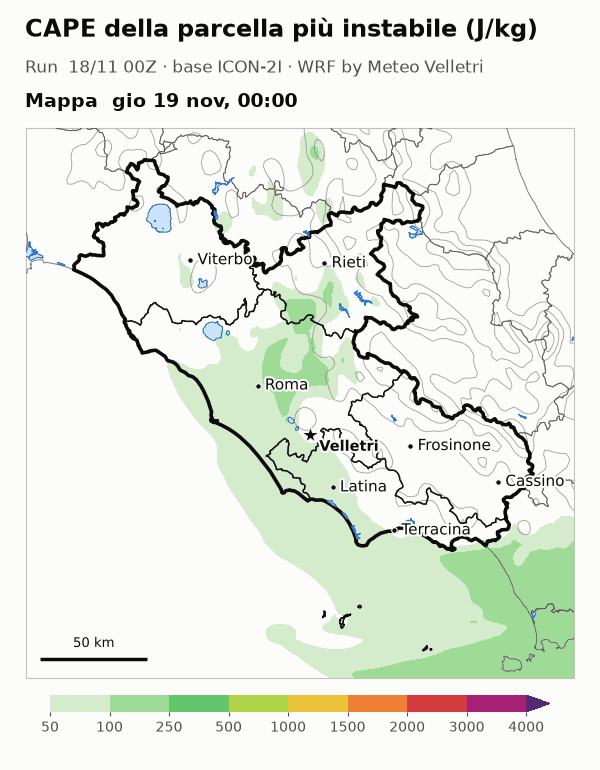 CAPE della parcella più instabile (J/kg)
Run  18/11 00Z · base ICON-2I · WRF by Meteo Velletri
Mappa  gio 19 nov, 00:00
Viterbo
Rieti
Roma
Velletri
Frosinone
Latina
Cassino
Terracina
50 km
50 100 250 500 1000 1500 2000 3000 4000